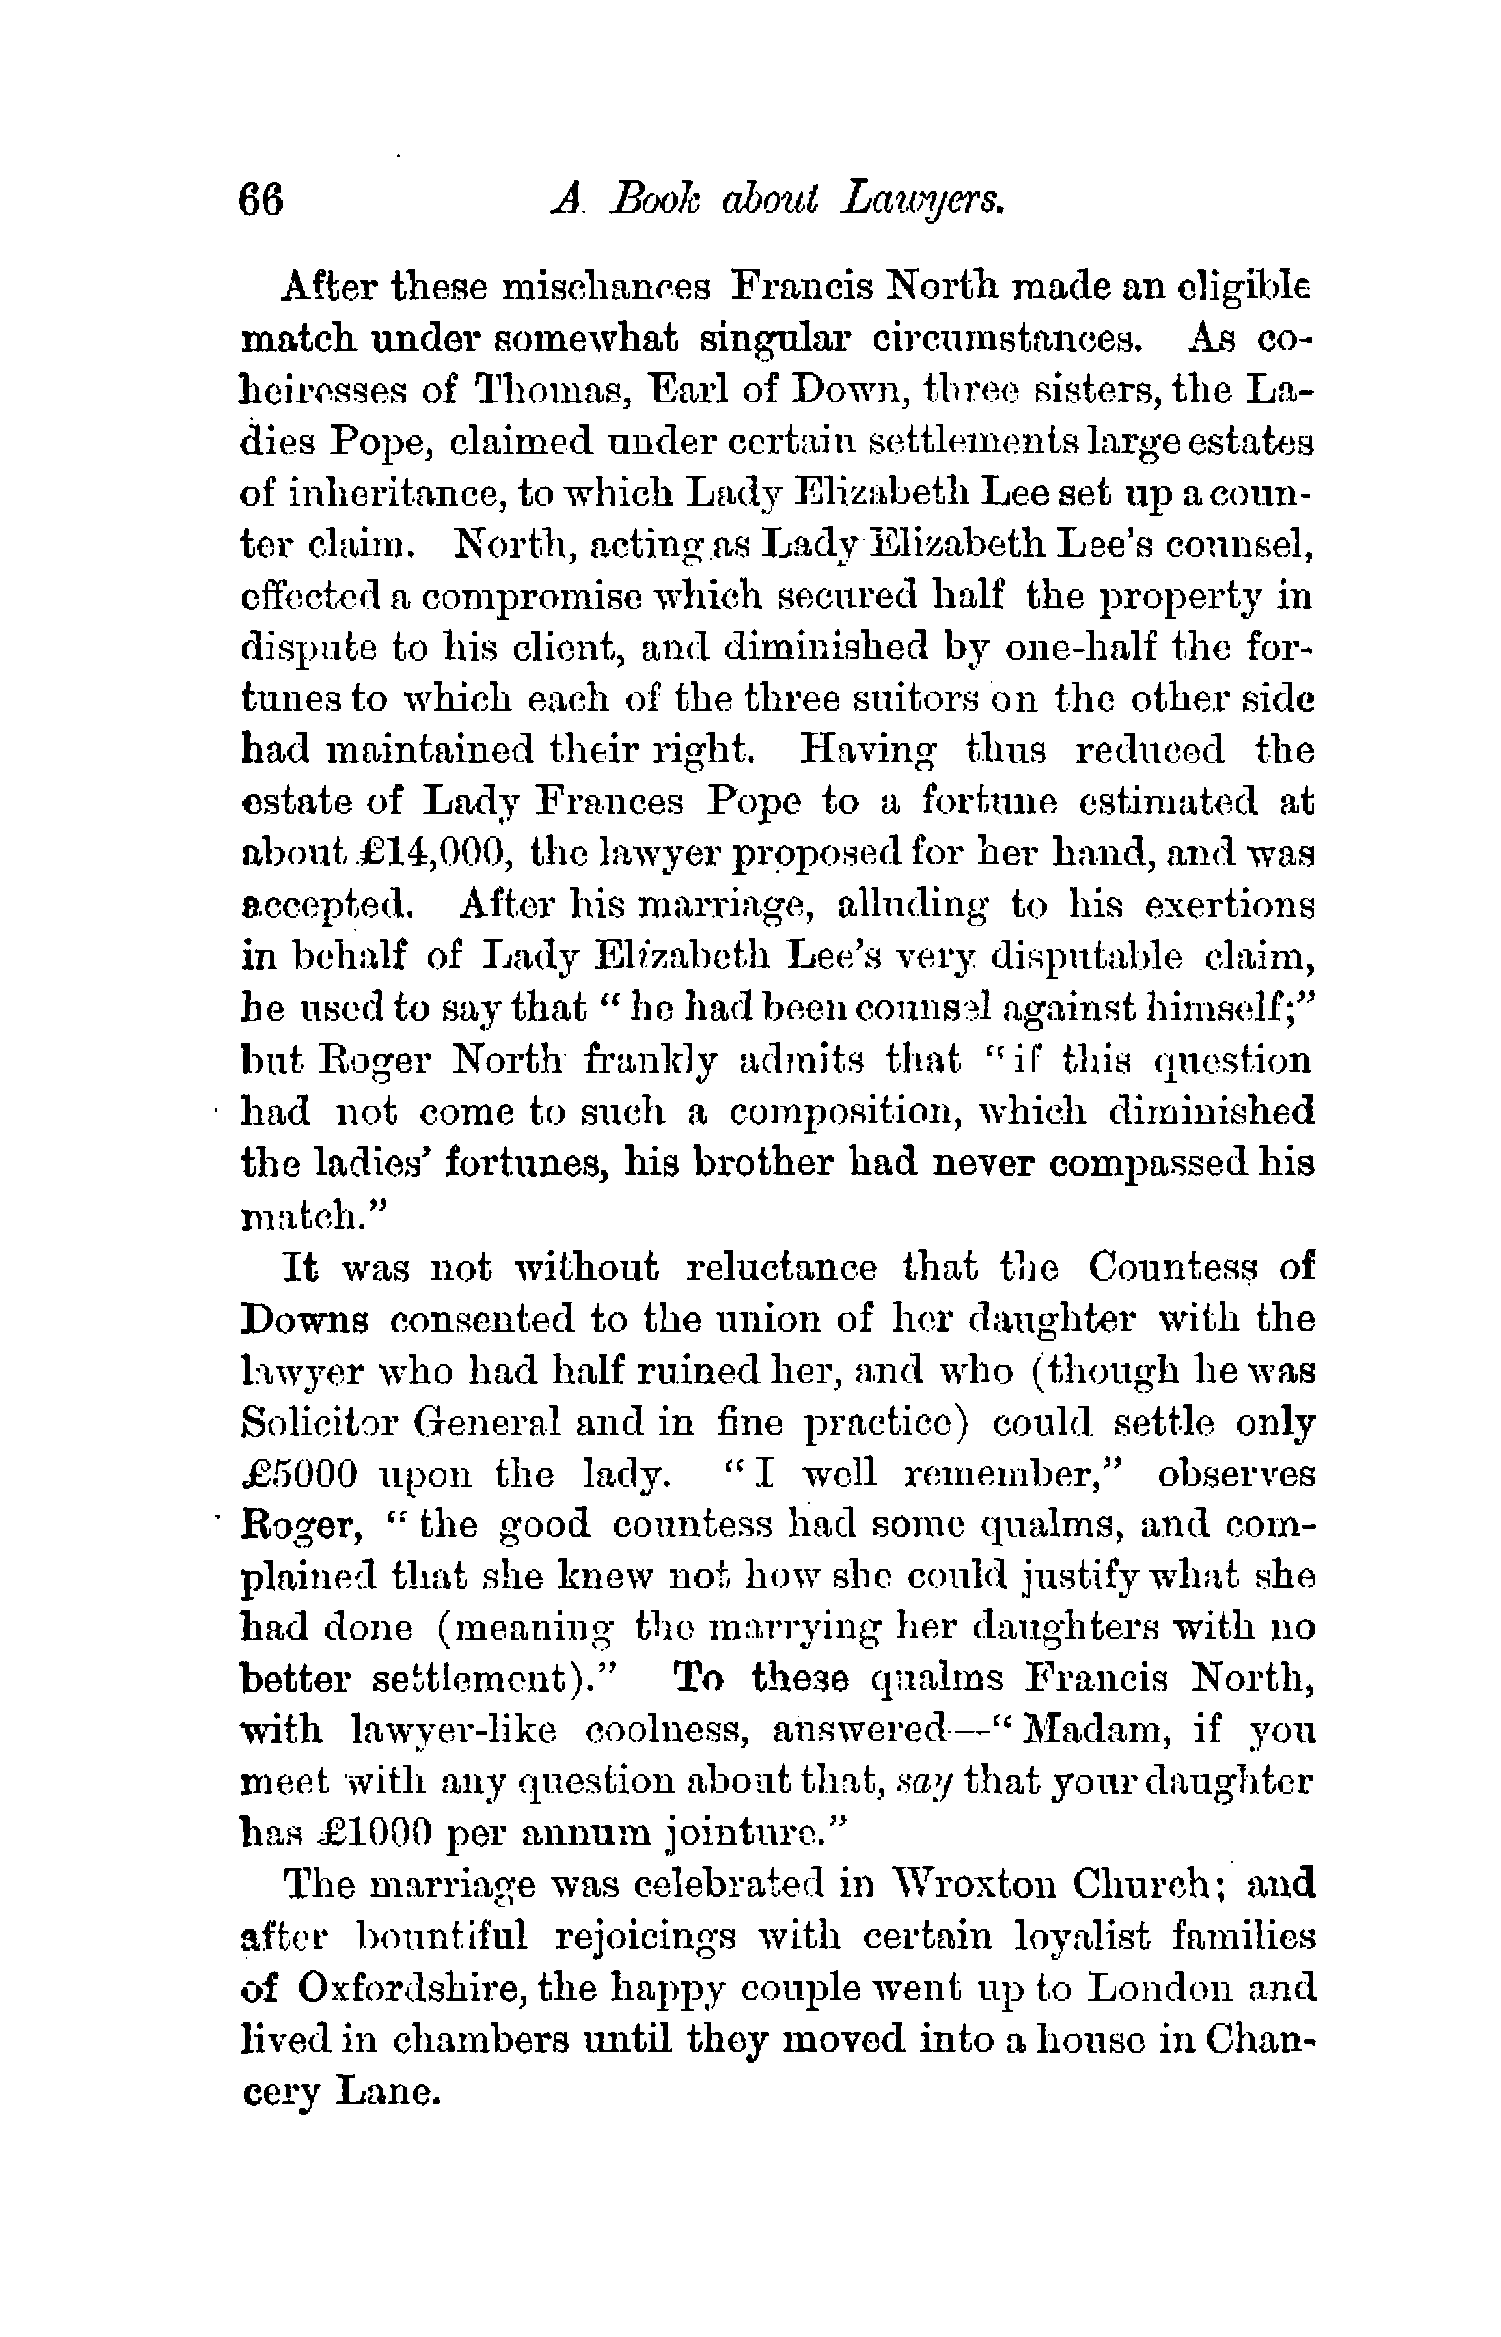 66 A Book about Lawyers.
After these mischances Francis North made an eligible
match under somewhat singular circumstances. As co-
heiresses of Thomas, Earl of Down, three sisters, the La-
dies Pope, claimed under certain settlements large estates
of inheritance, to which Lady Elizabeth Lee set up a coun-
ter claim. North, acting as Lady Elizabeth Lee's counsel,
effected a compromise which secured half the property in
dispute to his client, and diminished by one-half the for-
tunes to which each of the three suitors on the other side
had maintained their right. Having thus reduced the
estate of Lady Frances Pope to a fortune estimated at
about £14,000, the lawyer proposed for her hand, and was
accepted. After his marriage, alluding to his exertions
in behalf of Lady Elizabeth Lee's very disputable claim,
he used to say that "he had been counsel against himself;"
but Roger North frankly admits that "if this question
had not come to such a composition, which diminished
the ladies' fortunes, his brother had never compassed his
match."
It was not without reluctance that the Countess of
Downs consented to the union of her daughter with the
lawyer who had half ruined her, and who (though he was
Solicitor General and in fine practice) could settle only
£5000 upon the lady. "I well remember," observes
Roger, "the good countess had some qualms, and com-
plained that she knew not how she could justify what she
had done (meaning the marrying her daughters with no
better settlement)." To these qualms Francis North,
with lawyer-like coolness, answered—"Madam, if you
meet with any question about that, say that your daughter
has £1000 per annum jointure."
The marriage was celebrated in Wroxton Church; and
after bountiful rejoicings with certain loyalist families
of Oxfordshire, the happy couple went up to London and
lived in chambers until they moved into a house in Chan-
cery Lane.